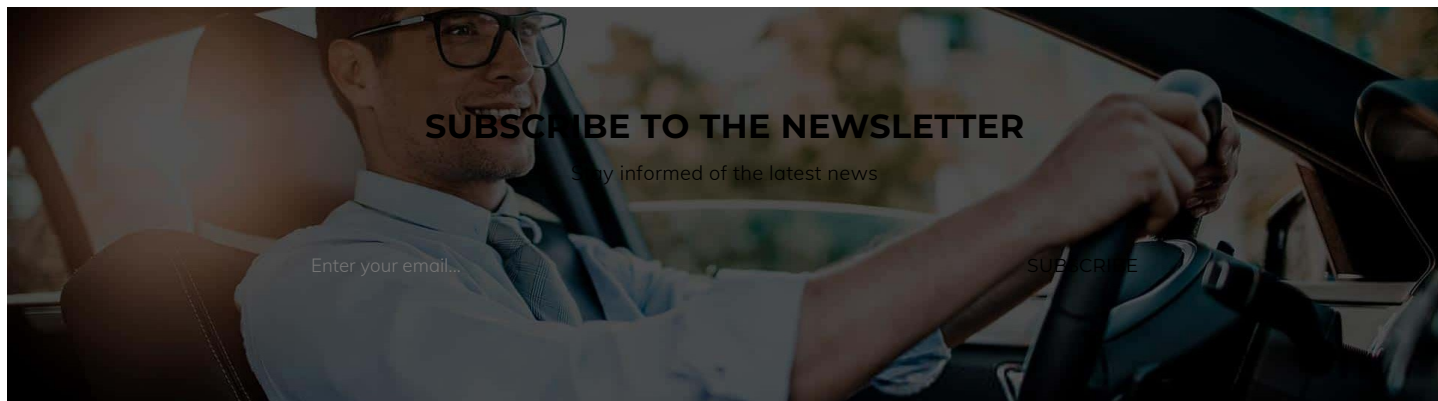 SUBSCRIBE TO THE NEWSLETTER
Stay informed of the latest news
Enter your email...
SUBSCRIBE